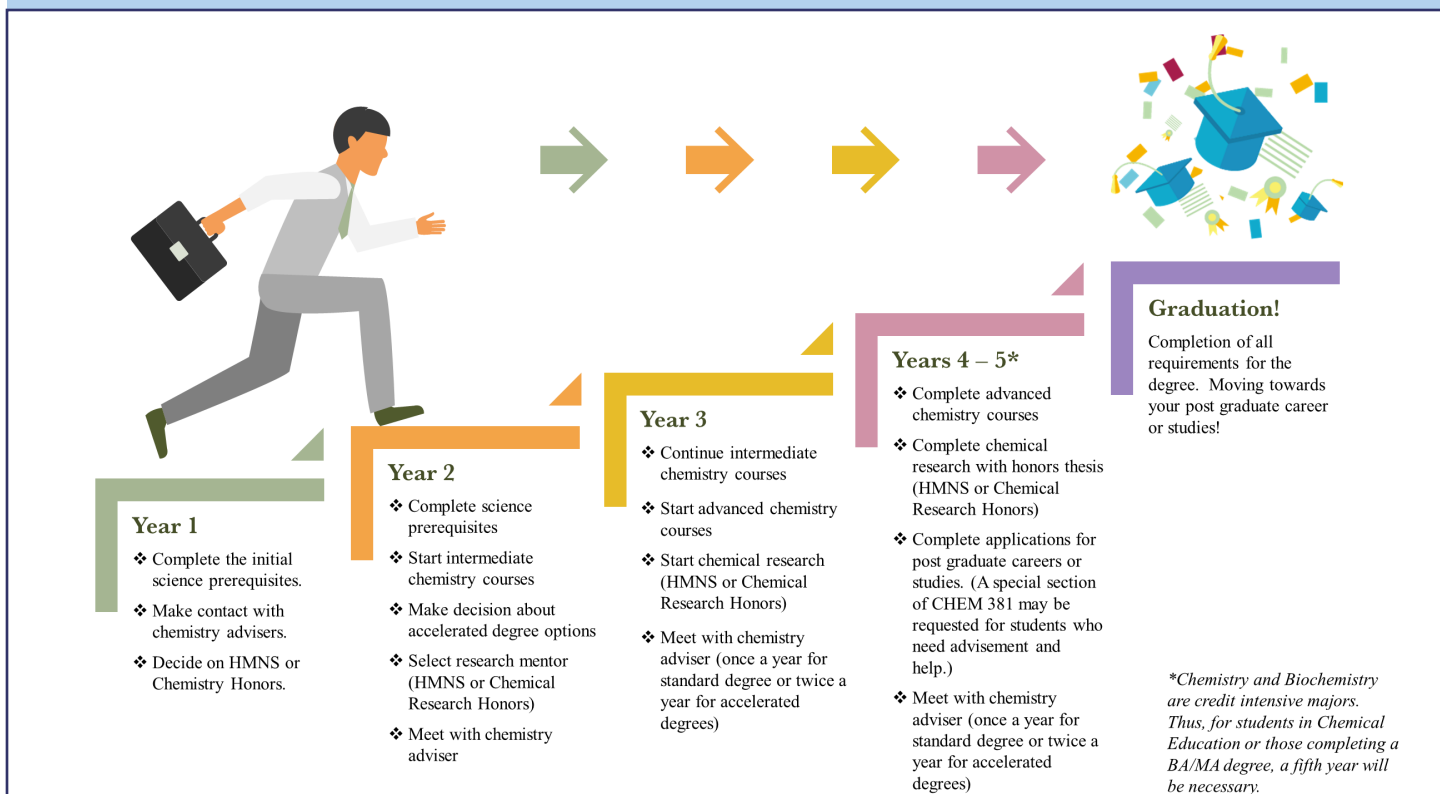 Year 1
❖ Complete the initial
science prerequisites.
❖ Make contact with
chemistry advisers.
❖ Decide on HMNS or
Chemistry Honors.
Year 2
❖ Complete science
prerequisites
❖ Start intermediate
chemistry courses
❖ Make decision about
accelerated degree options
❖ Select research mentor
(HMNS or Chemical
Research Honors)
❖ Meet with chemistry
adviser
Year 3
❖ Continue intermediate
chemistry courses
❖ Start advanced chemistry
courses
❖ Start chemical research
(HMNS or Chemical
Research Honors)
❖ Meet with chemistry
adviser (once a year for
standard degree or twice a
year for accelerated
degrees)
Years 4 – 5*
❖ Complete advanced
chemistry courses
❖ Complete chemical
research with honors thesis
(HMNS or Chemical
Research Honors)
❖ Complete applications for
post graduate careers or
studies. (A special section
of CHEM 381 may be
requested for students who
need advisement and
help.)
❖ Meet with chemistry
adviser (once a year for
standard degree or twice a
year for accelerated
degrees)
Graduation!
Completion of all
requirements for the
degree. Moving towards
your post graduate career
or studies!
*Chemistry and Biochemistry
are credit intensive majors.
Thus, for students in Chemical
Education or those completing a
BA/MA degree, a fifth year will
be necessary.